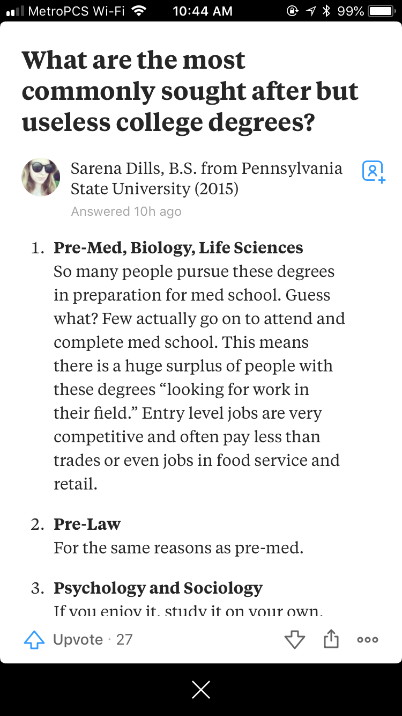 MetroPCS Wi-Fi 10:44 AM 99%
What are the most
commonly sought after but
useless college degrees?
Sarena Dills, B.S. from Pennsylvania
State University (2015)
Answered 10h ago
1. Pre-Med, Biology, Life Sciences
So many people pursue these degrees
in preparation for med school. Guess
what? Few actually go on to attend and
complete med school. This means
there is a huge surplus of people with
these degrees “looking for work in
their field.” Entry level jobs are very
competitive and often pay less than
trades or even jobs in food service and
retail.
2. Pre-Law
For the same reasons as pre-med.
3. Psychology and Sociology
If you enjoy it, study it on your own.
Upvote · 27